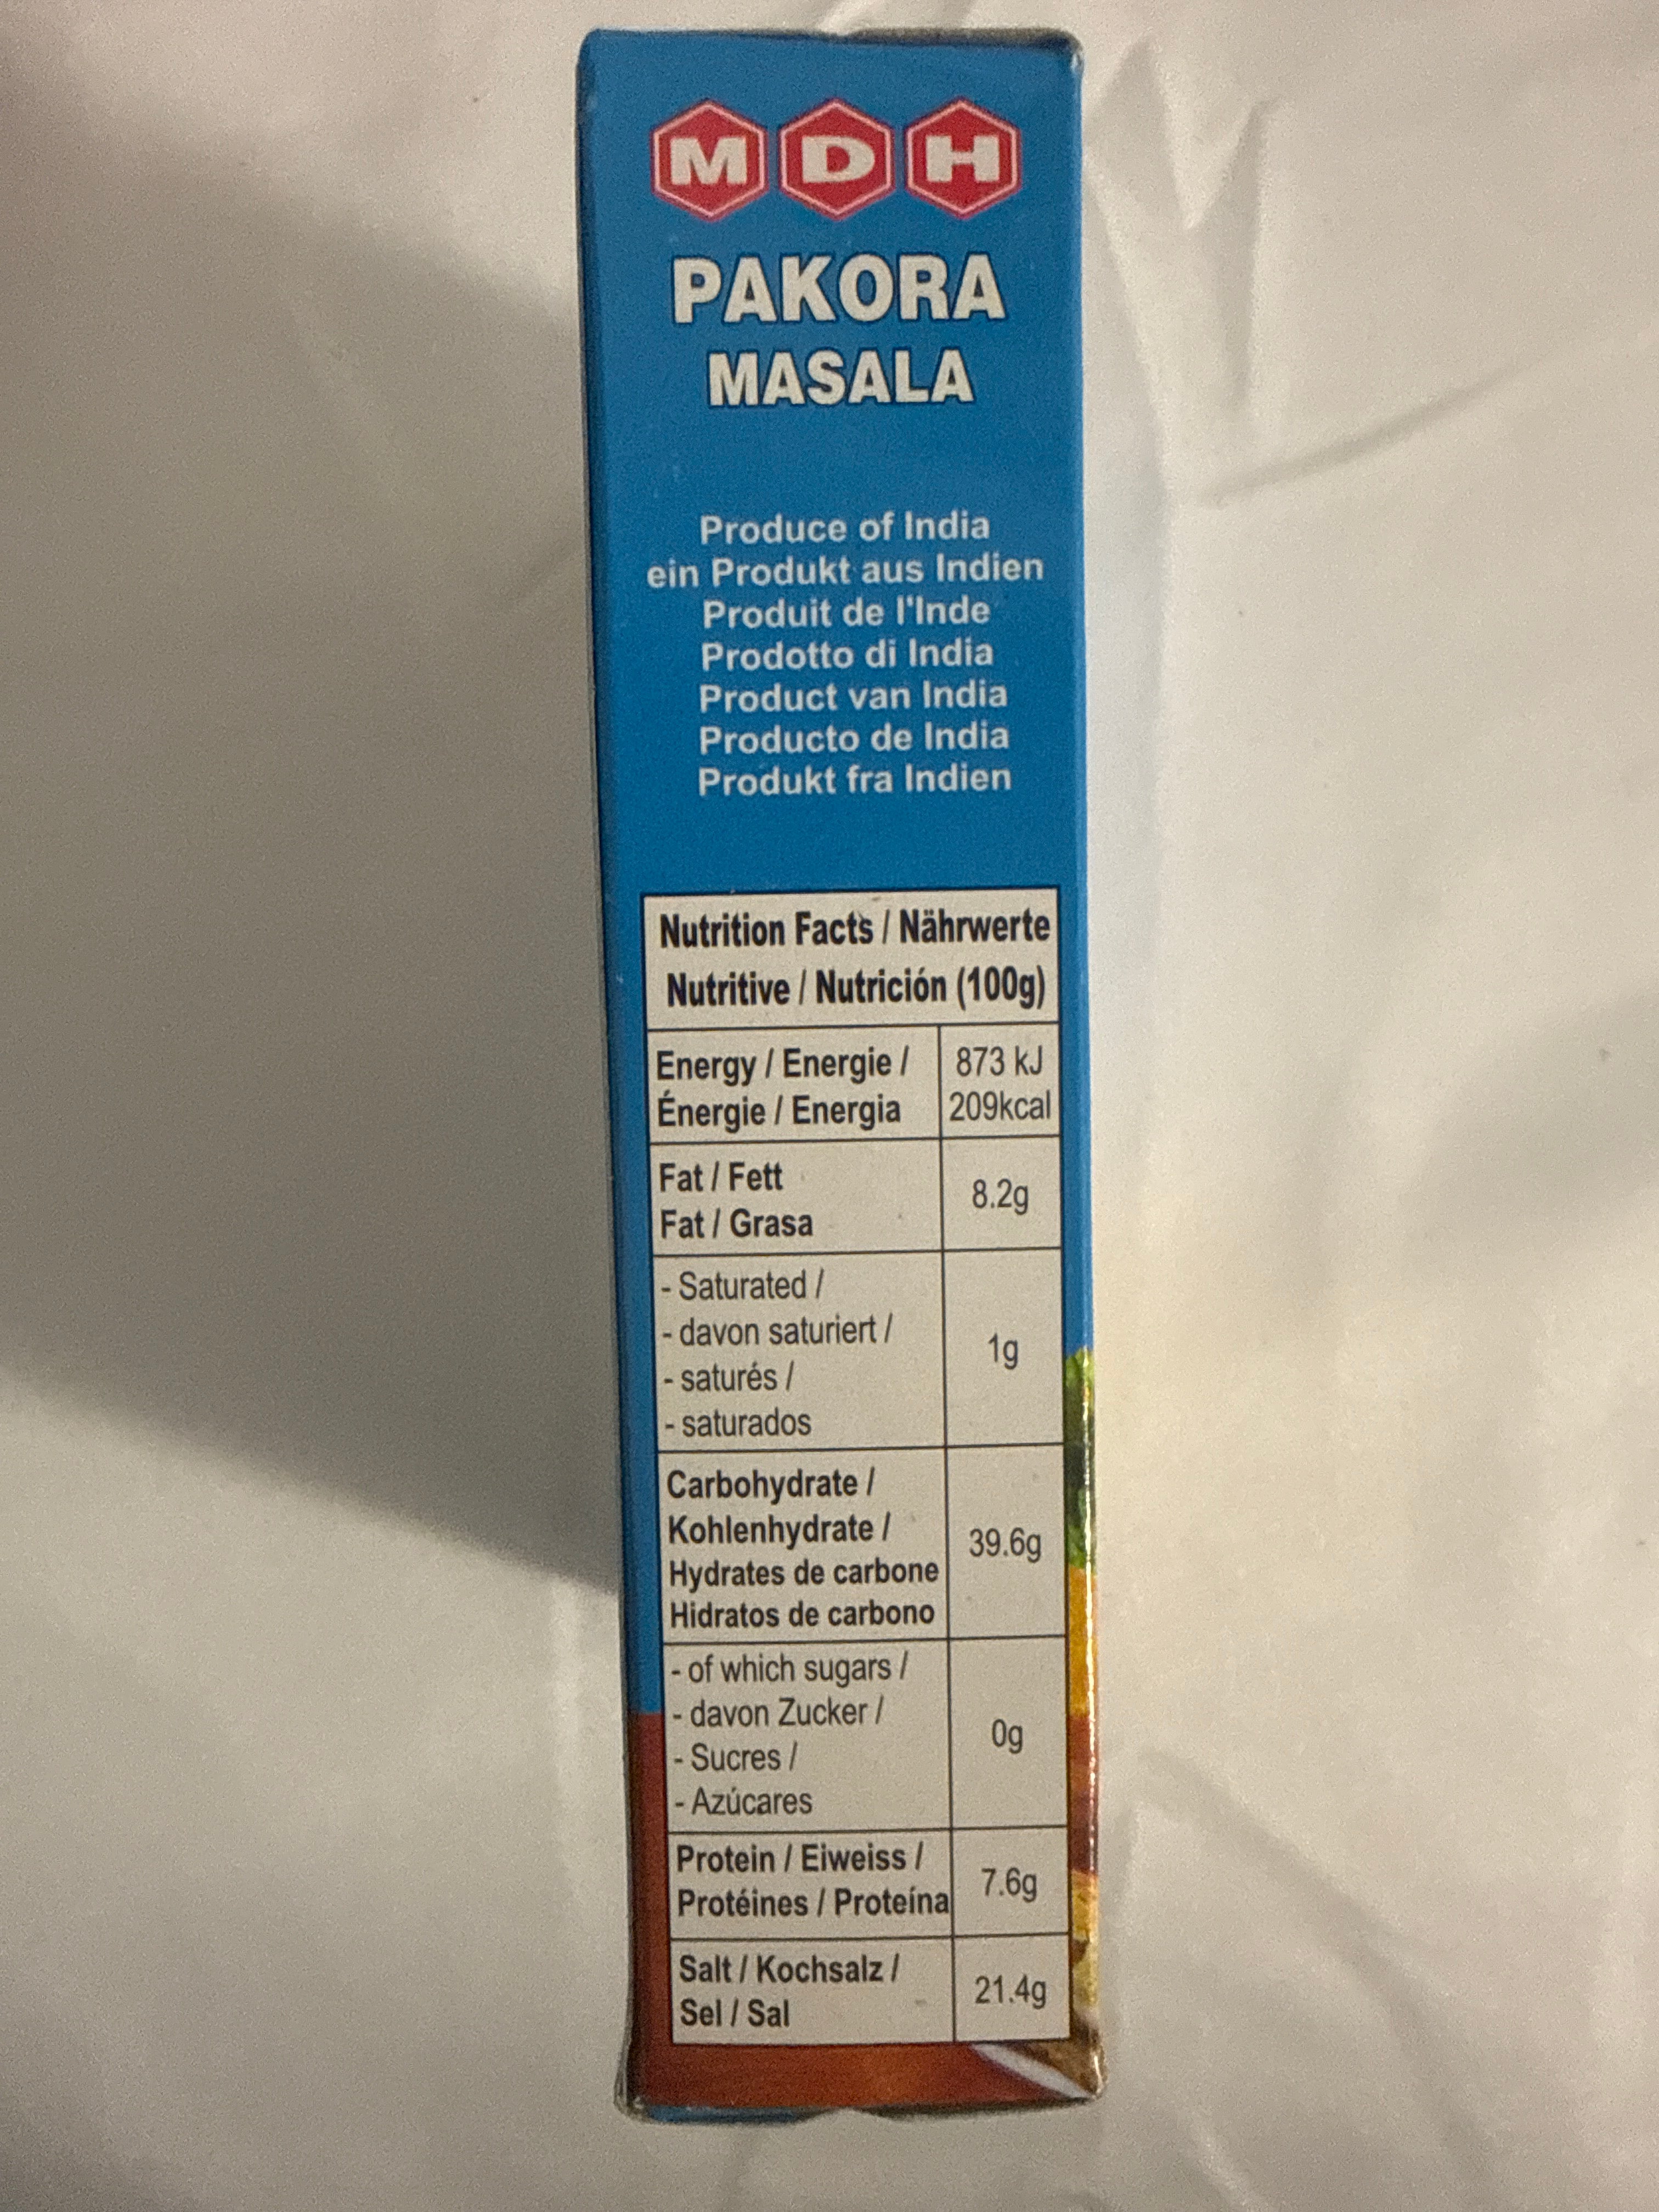 MDH
PAKORA
MASALA
Produce of India
ein Produkt aus Indien
Produit de l'Inde
Prodotto di India
Product van India
Producto de India
Produkt fra Indien
Nutrition Facts / Nährwerte
Nutritive / Nutrición (100g)
Energy / Energie / 873 kJ
Énergie / Energia 209kcal
Fat / Fett
Fat / Grasa
8.2g
- Saturated /
- davon saturiert /
- saturés /
- saturados
1g
Carbohydrate /
Kohlenhydrate /
Hydrates de carbone
Hidratos de carbono
39.6g
- of which sugars /
- davon Zucker /
- Sucres /
- Azúcares
0g
Protein / Eiweiss /
Protéines / Proteína
7.6g
Salt / Kochsalz /
Sel / Sal
21.4g